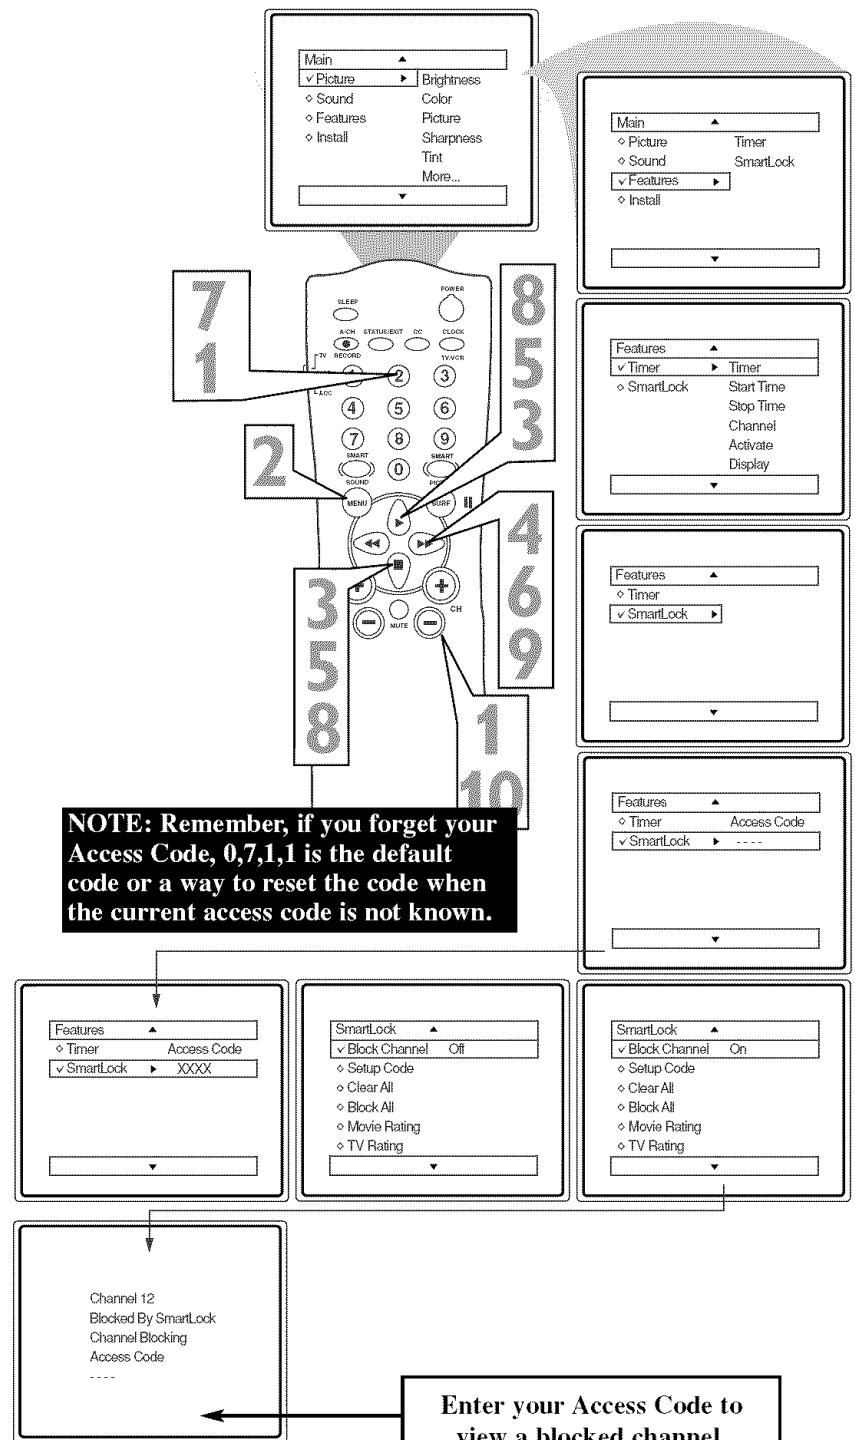 Main
✓ Picture Brightness
◇ Sound Color
◇ Features Picture
◇ Install Sharpness
Tint
More...
Main
◇ Picture Timer
◇ Sound SmartLock
✓ Features
◇ Install
Features
✓ Timer Timer
◇ SmartLock Start Time
Stop Time
Channel
Activate
Display
Features
◇ Timer
✓ SmartLock
Features
◇ Timer Access Code
✓ SmartLock - - - -
7
1
2
3
5
8
8
5
3
4
6
9
1
10
POWER
SLEEP
A/CH STATUS/EXIT CC CLOCK
TV RECORD TV/VCR
ACC
2 3
4 5 6
7 8 9
SMART 0 SMART
SOUND
MENU SURF
MUTE CH
NOTE: Remember, if you forget your
Access Code, 0,7,1,1 is the default
code or a way to reset the code when
the current access code is not known.
Features
◇ Timer Access Code
✓ SmartLock XXXX
SmartLock
✓ Block Channel Off
◇ Setup Code
◇ Clear All
◇ Block All
◇ Movie Rating
◇ TV Rating
SmartLock
✓ Block Channel On
◇ Setup Code
◇ Clear All
◇ Block All
◇ Movie Rating
◇ TV Rating
Channel 12
Blocked By SmartLock
Channel Blocking
Access Code
- - - -
Enter your Access Code to
view a blocked channel